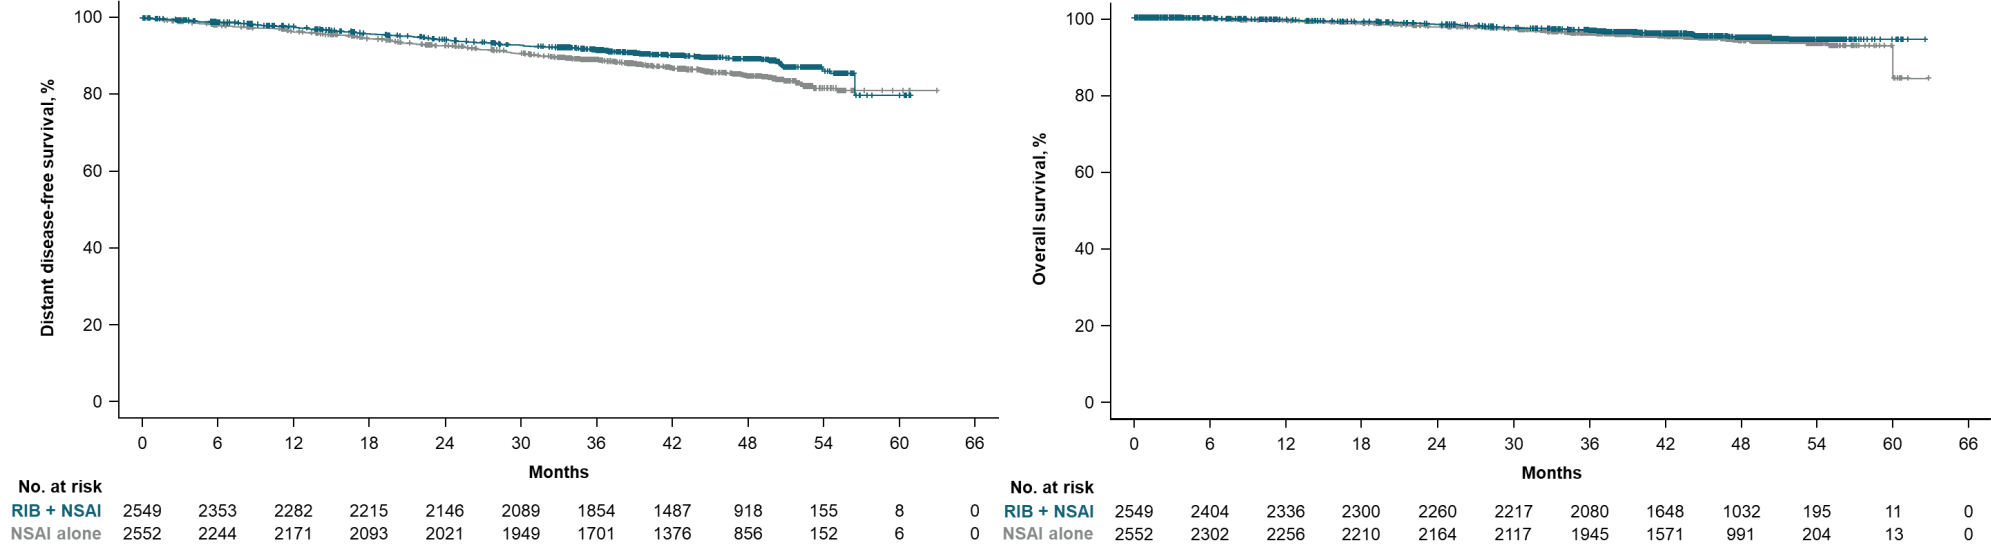 100
80
60
40
20
0
Distant disease-free survival, %
0 6 12 18 24 30 36 42 48 54 60 66
Months
No. at risk
RIB + NSAI 2549 2353 2282 2215 2146 2089 1854 1487 918 155 8 0
NSAI alone 2552 2244 2171 2093 2021 1949 1701 1376 856 152 6 0
100
80
60
40
20
0
Overall survival, %
0 6 12 18 24 30 36 42 48 54 60 66
Months
No. at risk
RIB + NSAI 2549 2404 2336 2300 2260 2217 2080 1648 1032 195 11 0
NSAI alone 2552 2302 2256 2210 2164 2117 1945 1571 991 204 13 0